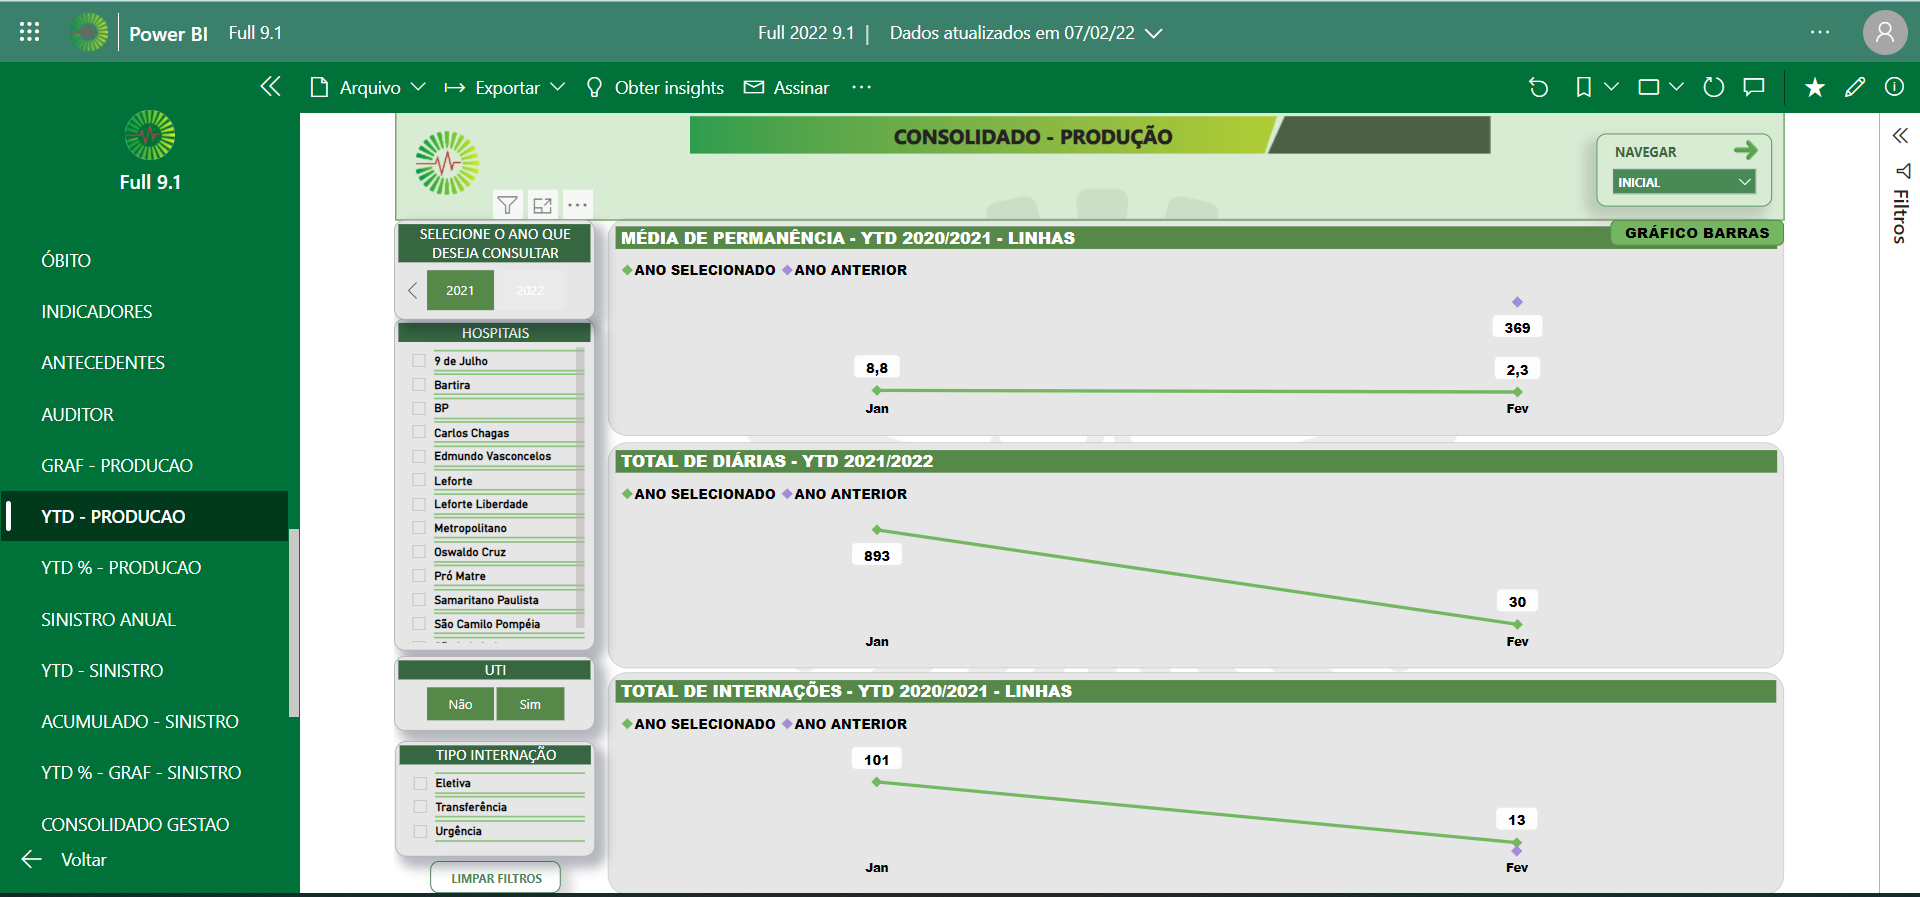 Power BI
Full 9.1
Full 2022 9.1 | Dados atualizados em 07/02/22
Arquivo
Exportar
Obter insights
Assinar
Full 9.1
ÓBITO
INDICADORES
ANTECEDENTES
AUDITOR
GRAF - PRODUCAO
YTD - PRODUCAO
YTD % - PRODUCAO
SINISTRO ANUAL
YTD - SINISTRO
ACUMULADO - SINISTRO
YTD % - GRAF - SINISTRO
CONSOLIDADO GESTAO
Voltar
CONSOLIDADO - PRODUÇÃO
NAVEGAR
INICIAL
Filtros
SELECIONE O ANO QUE
DESEJA CONSULTAR
2021
2022
HOSPITAIS
9 de Julho
Bartira
BP
Carlos Chagas
Edmundo Vasconcelos
Leforte
Leforte Liberdade
Metropolitano
Oswaldo Cruz
Pró Matre
Samaritano Paulista
São Camilo Pompéia
UTI
Não
Sim
TIPO INTERNAÇÃO
Eletiva
Transferência
Urgência
LIMPAR FILTROS
MÉDIA DE PERMANÊNCIA - YTD 2020/2021 - LINHAS
GRÁFICO BARRAS
ANO SELECIONADO ANO ANTERIOR
369
8,8
2,3
Jan
Fev
TOTAL DE DIÁRIAS - YTD 2021/2022
ANO SELECIONADO ANO ANTERIOR
893
30
Jan
Fev
TOTAL DE INTERNAÇÕES - YTD 2020/2021 - LINHAS
ANO SELECIONADO ANO ANTERIOR
101
13
Jan
Fev